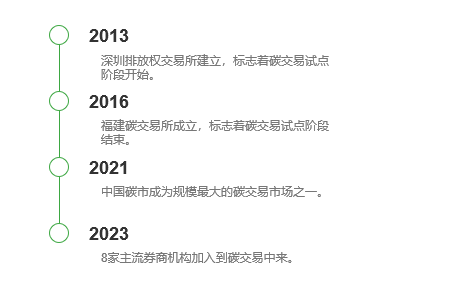 2013
深圳排放权交易所建立，标志着碳交易试点
阶段开始。
2016
福建碳交易所成立，标志着碳交易试点阶段
结束。
2021
中国碳市成为规模最大的碳交易市场之一。
2023
8家主流券商机构加入到碳交易中来。